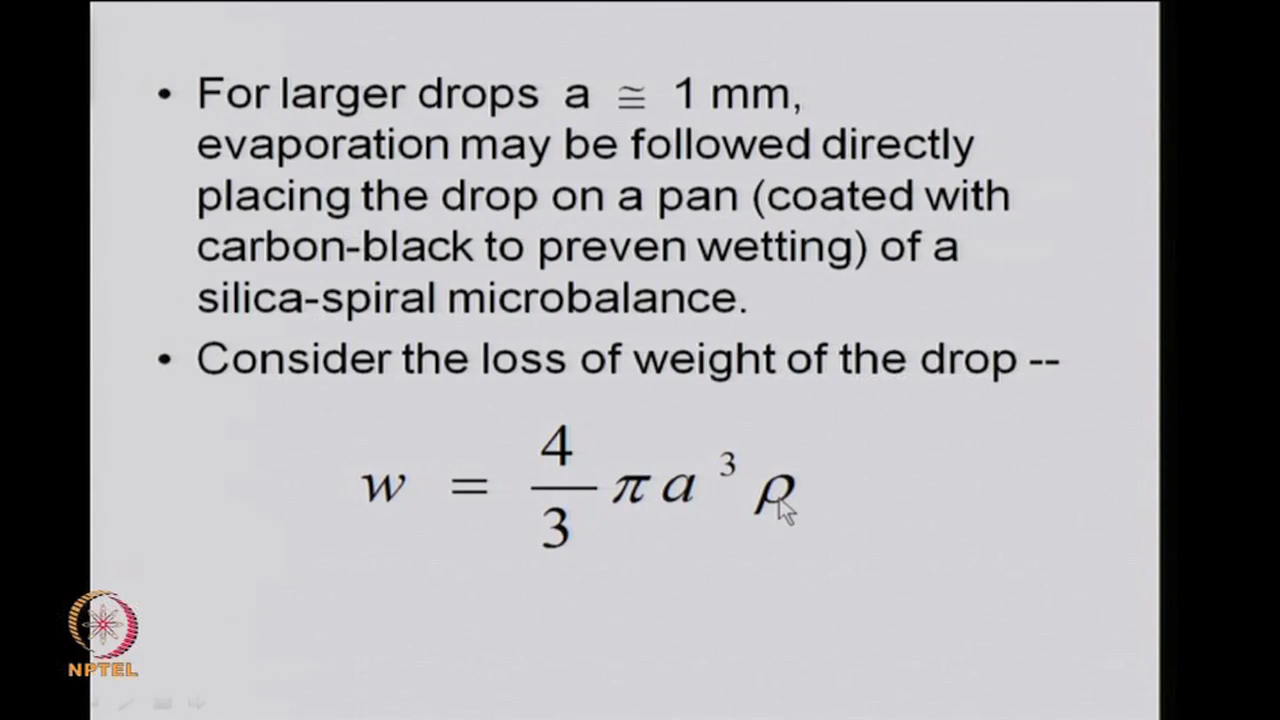 • For larger drops a ≅ 1 mm,
evaporation may be followed directly
placing the drop on a pan (coated with
carbon-black to preven wetting) of a
silica-spiral microbalance.
• Consider the loss of weight of the drop --
w = 4/3 π a³ ρ
NPTEL